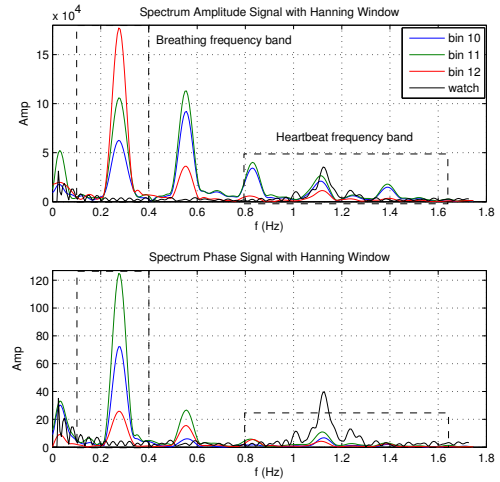 Spectrum Amplitude Signal with Hanning Window
x 10^4
Breathing frequency band
bin 10
bin 11
bin 12
watch
Heartbeat frequency band
Amp
15
10
5
0
0 0.2 0.4 0.6 0.8 1 1.2 1.4 1.6 1.8
f (Hz)
Spectrum Phase Signal with Hanning Window
Amp
120
100
80
60
40
20
0
0 0.2 0.4 0.6 0.8 1 1.2 1.4 1.6 1.8
f (Hz)